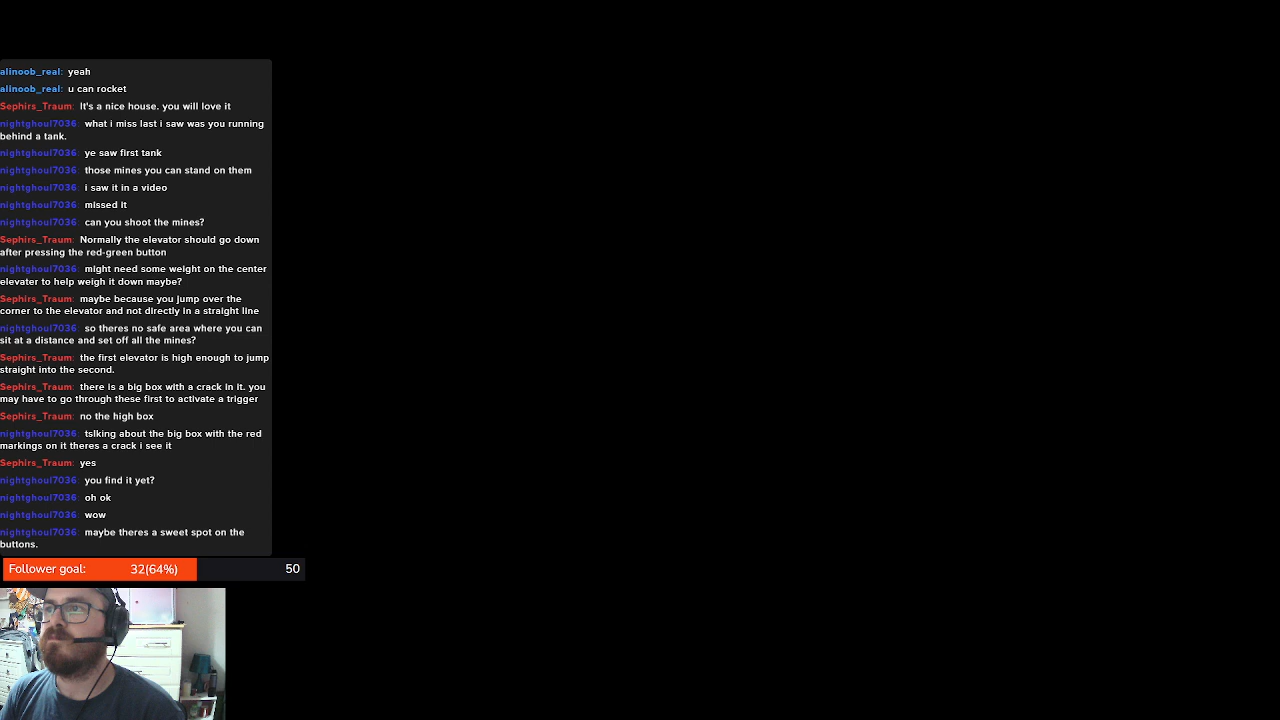 alinoob_real: yeah
alinoob_real: u can rocket
Sephirs_Traum: It's a nice house. you will love it
nightghoul7036: what i miss last i saw was you running
behind a tank.
nightghoul7036: ye saw first tank
nightghoul7036: those mines you can stand on them
nightghoul7036: i saw it in a video
nightghoul7036: missed it
nightghoul7036: can you shoot the mines?
Sephirs_Traum: Normally the elevator should go down
after pressing the red-green button
nightghoul7036: might need some weight on the center
elevater to help weigh it down maybe?
Sephirs_Traum: maybe because you jump over the
corner to the elevator and not directly in a sraight line
nightghoul7036: so theres no safe area where you can
sit at a distance and set off all the mines?
Sephirs_Traum: the first elevator is high enough to jump
straight into the second.
Sephirs_Traum: there is a big box with a crack in it. you
may have to go through these first to activate a trigger
Sephirs_Traum: no the high box
nightghoul7036: tslking about the big box with the red
markings on it theres a crack i see it
Sephirs_Traum: yes
nightghoul7036: you find it yet?
nightghoul7036: oh ok
nightghoul7036: wow
nightghoul7036: maybe theres a sweet spot on the
buttons.
Follower goal: 32(64%) 50